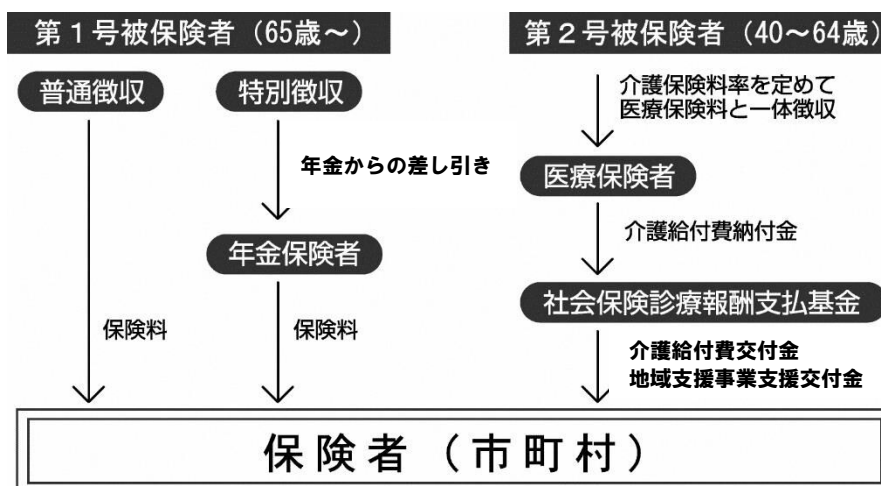 第１号被保険者（65歳～）
普通徴収
特別徴収
年金からの差し引き
年金保険者
保険料
保険料
第２号被保険者（40～64歳）
介護保険料率を定めて
医療保険料と一体徴収
医療保険者
介護給付費納付金
社会保険診療報酬支払基金
介護給付費交付金
地域支援事業支援交付金
保険者（市町村）